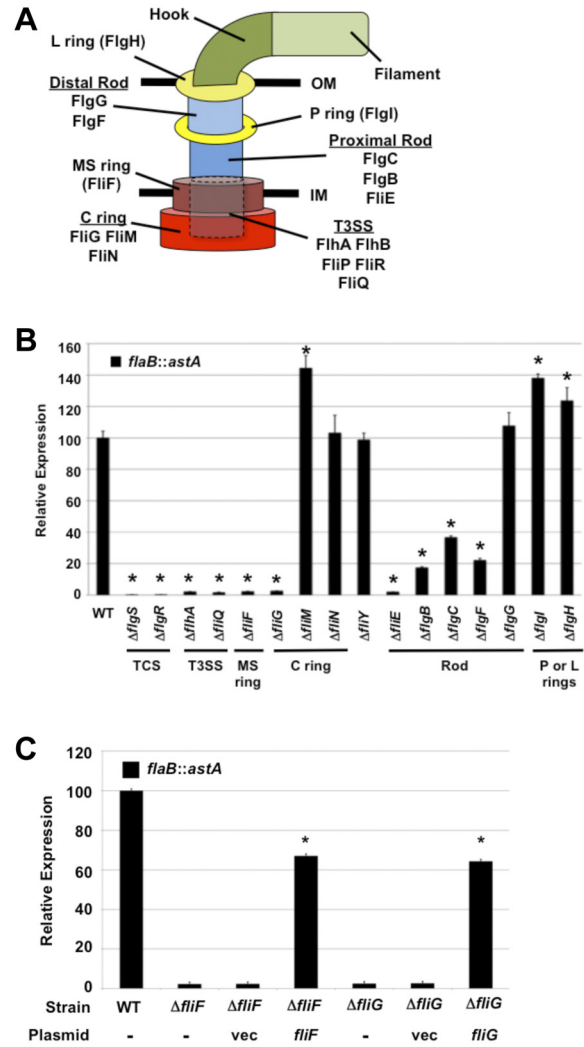 A
Hook
L ring (FlgH)
Filament
Distal Rod
OM
FlgG
FlgF
P ring (FlgI)
Proximal Rod
FlgC
FlgB
FliE
MS ring
(FliF)
IM
C ring
FliG FliM
FliN
T3SS
FlhA FlhB
FliP FliR
FliQ
B
flaB::astA
Relative Expression
160
140
120
100
80
60
40
20
0
* * * * * * * * * * * * *
WT
ΔflgS
ΔflgR
ΔflhA
ΔfliQ
ΔfliF
ΔfliG
ΔfliM
ΔfliN
ΔfliY
ΔfliE
ΔflgB
ΔflgC
ΔflgF
ΔflgG
ΔflgI
ΔflgH
TCS
T3SS
MS
ring
C ring
Rod
P or L
rings
C
flaB::astA
Relative Expression
120
100
80
60
40
20
0
* *
Strain WT ΔfliF ΔfliF ΔfliF ΔfliG ΔfliG ΔfliG
Plasmid - - vec fliF - vec fliG